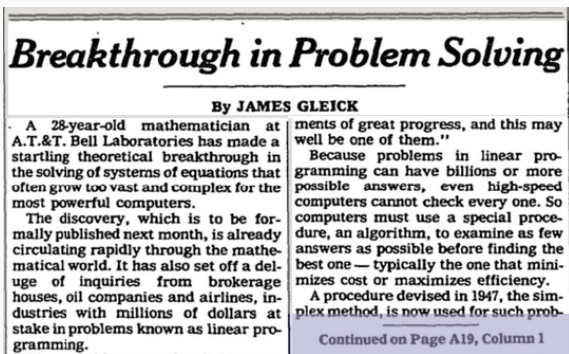 Breakthrough in Problem Solving
By JAMES GLEICK
A 28-year-old mathematician at
A.T.&T. Bell Laboratories has made a
startling theoretical breakthrough in
the solving of systems of equations that
often grow too vast and complex for the
most powerful computers.
The discovery, which is to be for-
mally published next month, is already
circulating rapidly through the mathe-
matical world. It has also set off a del-
uge of inquiries from brokerage
houses, oil companies and airlines, in-
dustries with millions of dollars at
stake in problems known as linear pro-
gramming.
ments of great progress, and this may
well be one of them."
Because problems in linear pro-
gramming can have billions or more
possible answers, even high-speed
computers cannot check every one. So
computers must use a special proce-
dure, an algorithm, to examine as few
answers as possible before finding the
best one — typically the one that mini-
mizes cost or maximizes efficiency.
A procedure devised in 1947, the sim-
plex method, is now used for such prob-
Continued on Page A19, Column 1